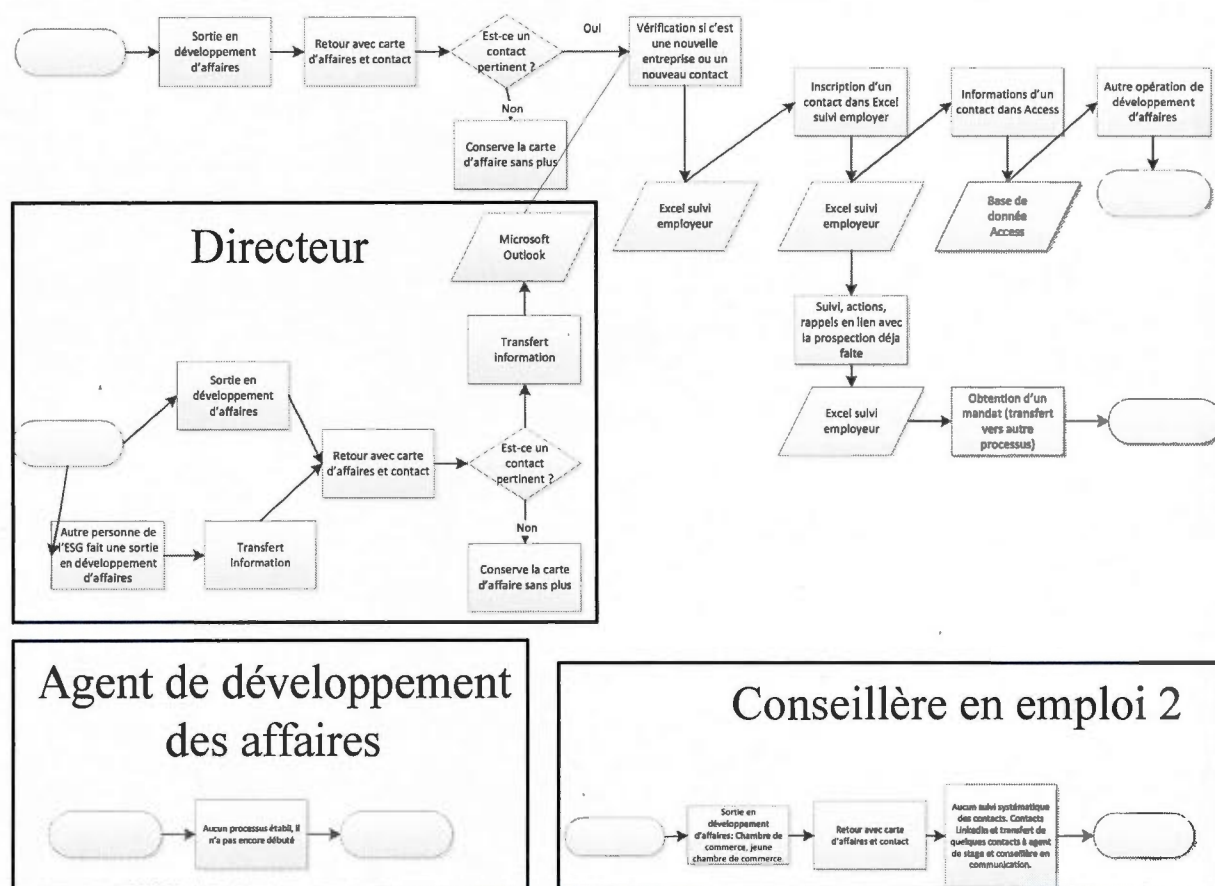 Sortie en
développement
d'affaires
Retour avec carte
d'affaires et contact
Est-ce un
contact
pertinent ?
Oui
Non
Conserve la carte
d'affaire sans plus
Vérification si c'est
une nouvelle
entreprise ou un
nouveau contact
Excel suivi
employeur
Inscription d'un
contact dans Excel
suivi employer
Excel suivi
employeur
Informations d'un
contact dans Access
Base de
donnée
Access
Autre opération de
développement
d'affaires
Suivi, actions,
rappels en lien avec
la prospection déja
faite
Excel suivi
employeur
Obtention d'un
mandat (transfert
vers autre
processus)
Directeur
Microsoft
Outlook
Transfert
information
Sortie en
développement
d'affaires
Retour avec carte
d'affaires et contact
Est-ce un
contact
pertinent ?
Non
Conserve la carte
d'affaire sans plus
Autre personne de
l'ESG fait une sortie
en développement
d'affaires
Transfert
information
Agent de développement
des affaires
Aucun processus établi, il
n'a pas encore débuté
Conseillère en emploi 2
Sortie en
développement
d'affaires: Chambre de
commerce, jeune
chambre de commerce
Retour avec carte
d'affaires et contact
Aucun suivi systématique
des contacts. Contacts
LinkedIn et transfert de
quelques contacts à agent
de stage et conseillère en
communication.